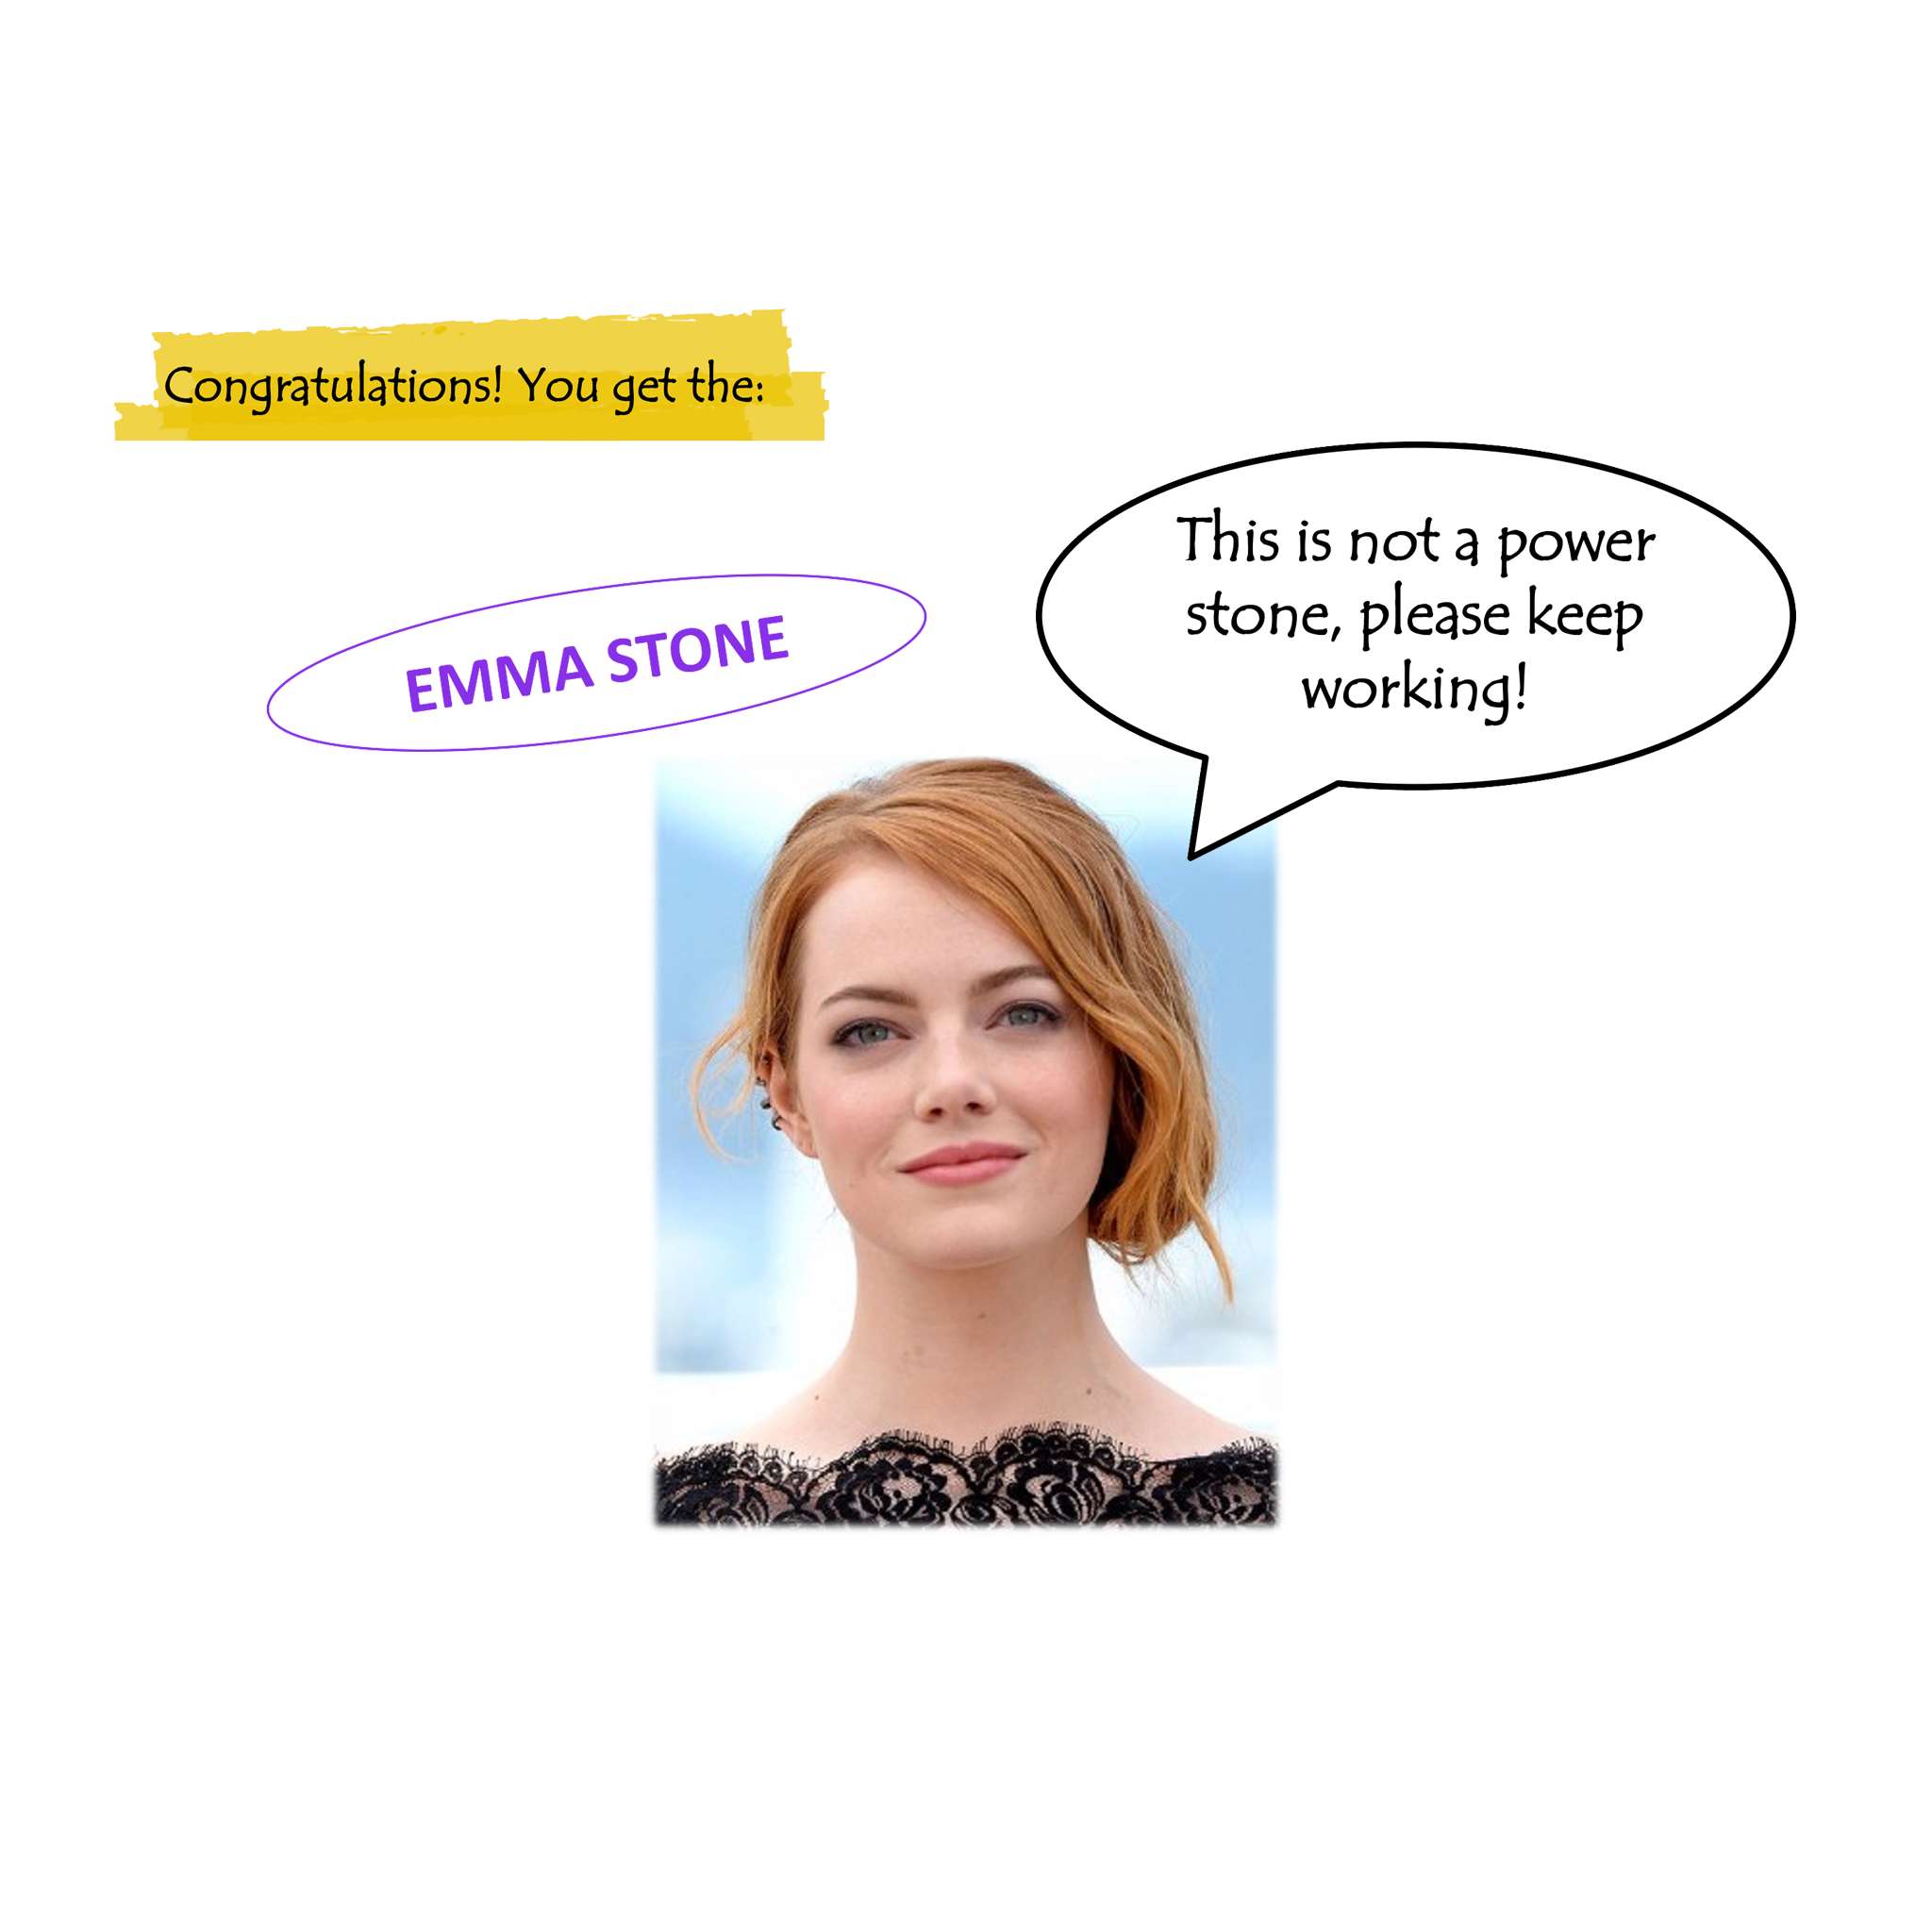 Congratulations! You get the:
EMMA STONE
This is not a power
stone, please keep
working!